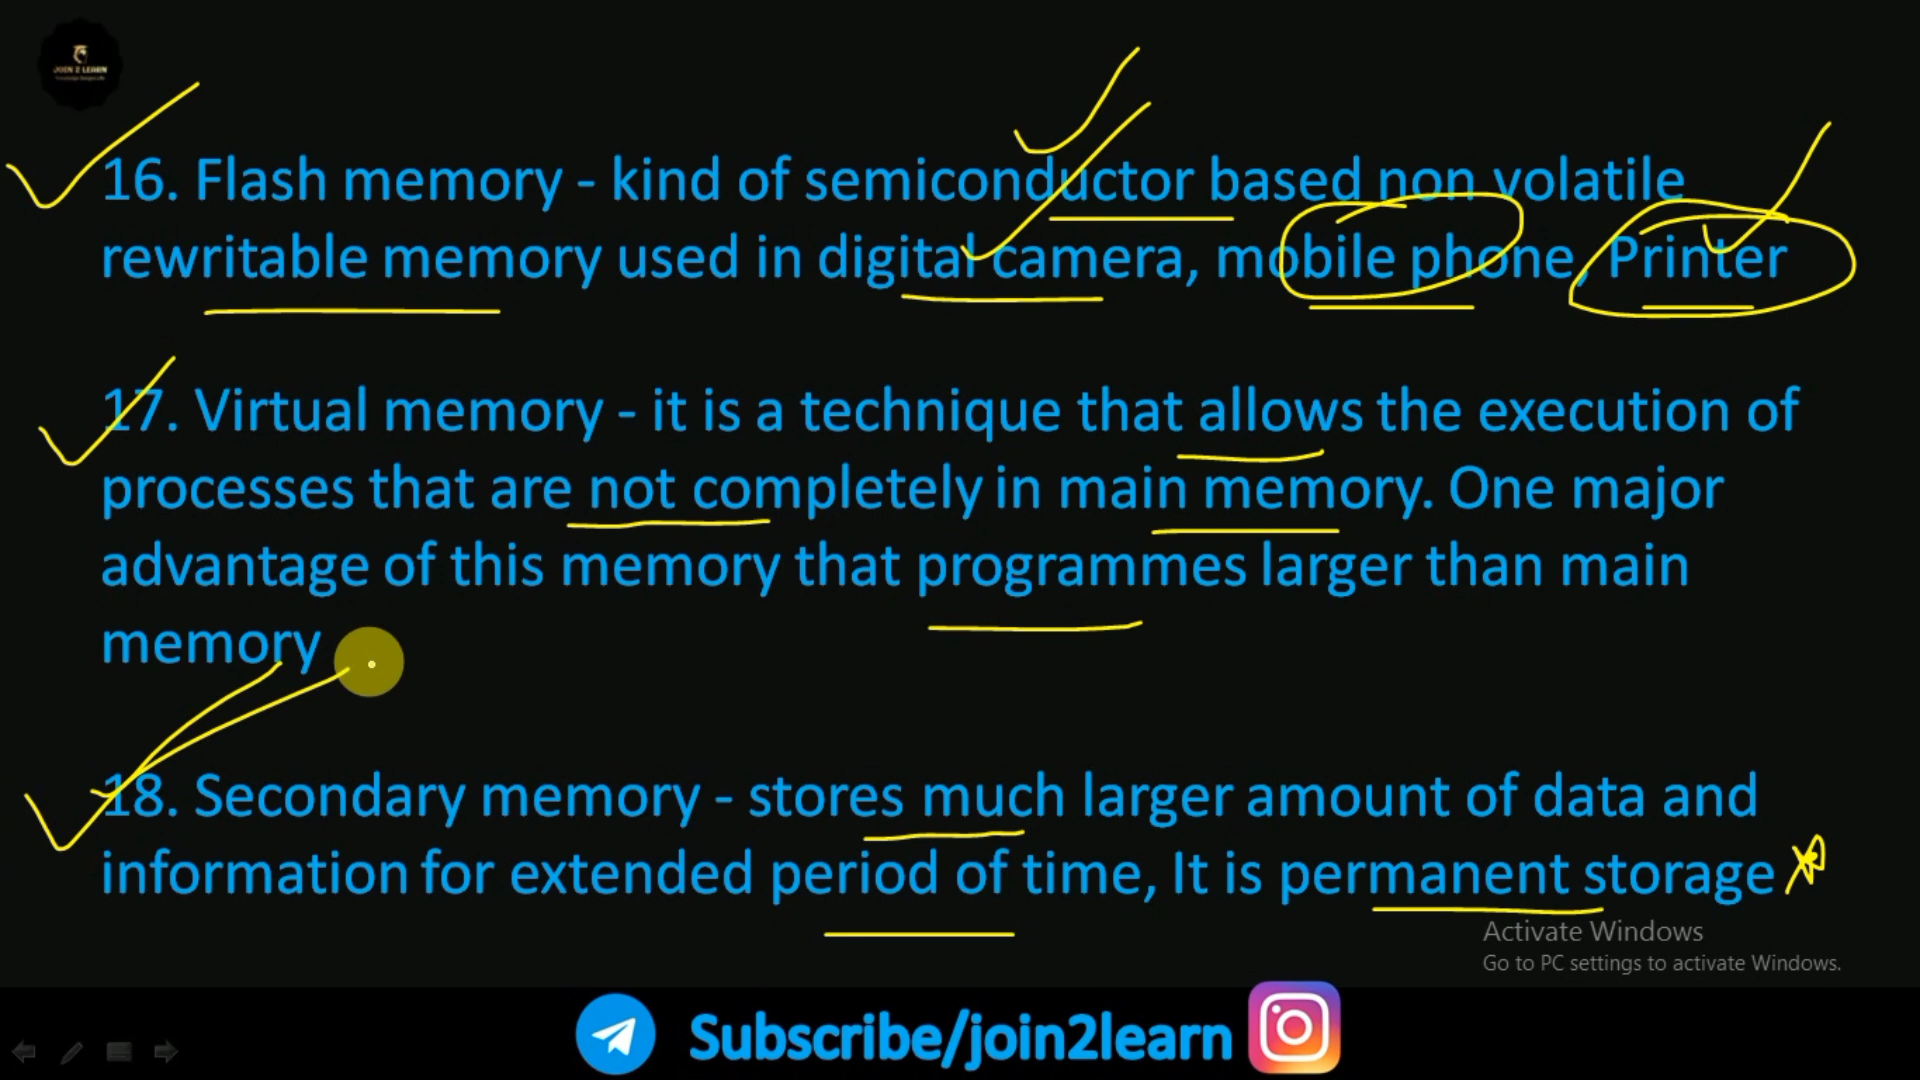 JOIN 2 LEARN
16. Flash memory - kind of semiconductor based non volatile
rewritable memory used in digital camera, mobile phone, Printer
17. Virtual memory - it is a technique that allows the execution of
processes that are not completely in main memory. One major
advantage of this memory that programmes larger than main
memory
18. Secondary memory - stores much larger amount of data and
information for extended period of time, It is permanent storage
Activate Windows
Go to PC settings to activate Windows.
Subscribe/join2learn